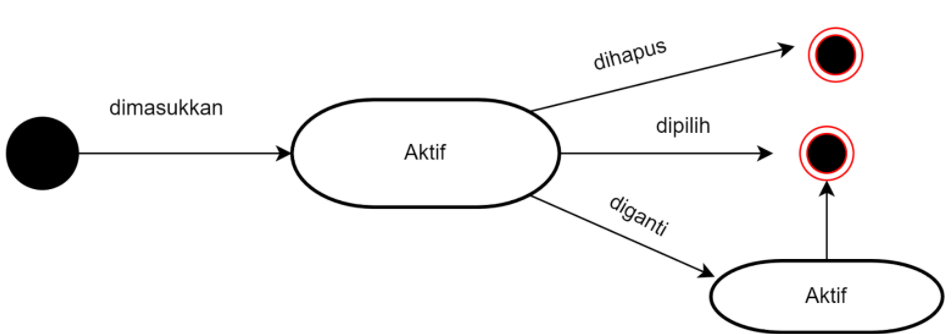 dimasukkan
Aktif
dihapus
dipilih
diganti
Aktif